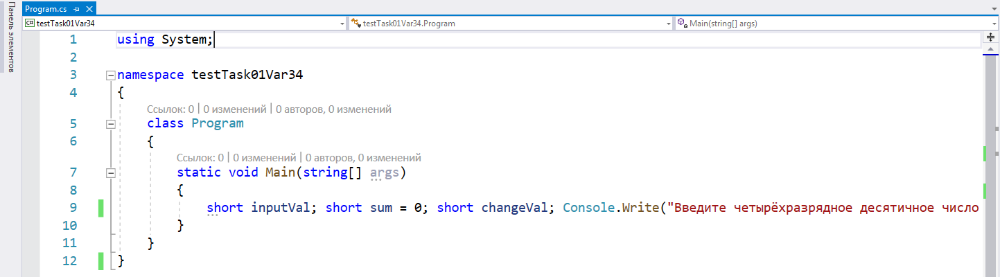 Панель элементов
Program.cs
C# testTask01Var34
testTask01Var34.Program
Main(string[] args)
1 using System;
2
3 namespace testTask01Var34
4 {
Ссылок: 0 | 0 изменений | 0 авторов, 0 изменений
5 class Program
6 {
Ссылок: 0 | 0 изменений | 0 авторов, 0 изменений
7 static void Main(string[] args)
8 {
9 short inputVal; short sum = 0; short changeVal; Console.Write("Введите четырёхразрядное десятичное число
10 }
11 }
12 }